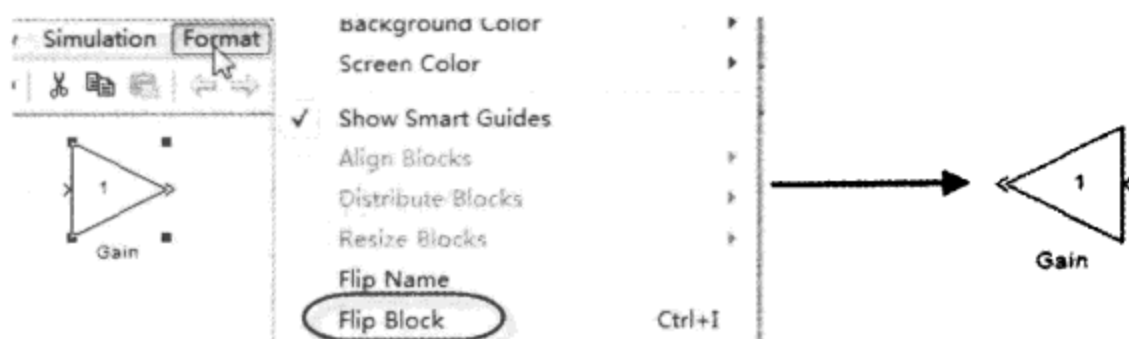 Simulation Format
1
Gain
Background Color
Screen Color
✓ Show Smart Guides
Align Blocks
Distribute Blocks
Resize Blocks
Flip Name
Flip Block Ctrl+I
1
Gain